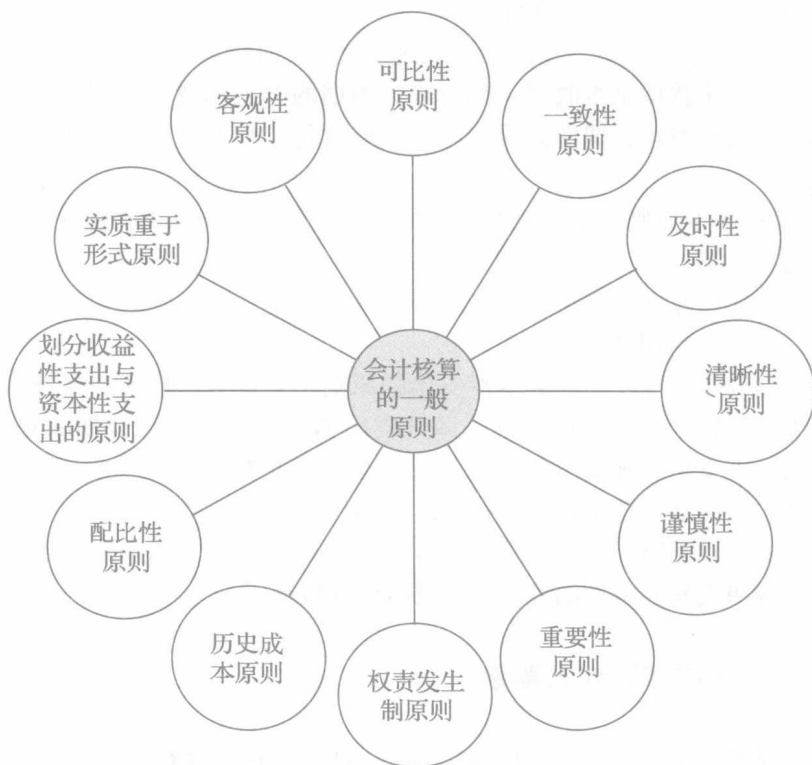 可比性
原则
一致性
原则
及时性
原则
清晰性
原则
谨慎性
原则
重要性
原则
权责发生
制原则
历史成
本原则
配比性
原则
划分收益
性支出与
资本性支
出的原则
实质重于
形式原则
客观性
原则
会计核算
的一般
原则